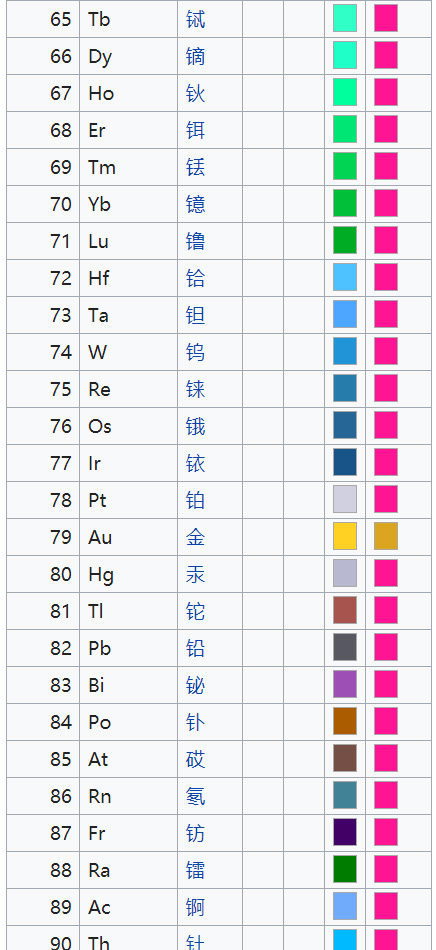 65 Tb 铽
66 Dy 镝
67 Ho 钬
68 Er 铒
69 Tm 铥
70 Yb 镱
71 Lu 镥
72 Hf 铪
73 Ta 钽
74 W 钨
75 Re 铼
76 Os 锇
77 Ir 铱
78 Pt 铂
79 Au 金
80 Hg 汞
81 Tl 铊
82 Pb 铅
83 Bi 铋
84 Po 钋
85 At 砹
86 Rn 氡
87 Fr 钫
88 Ra 镭
89 Ac 锕
90 Th 钍